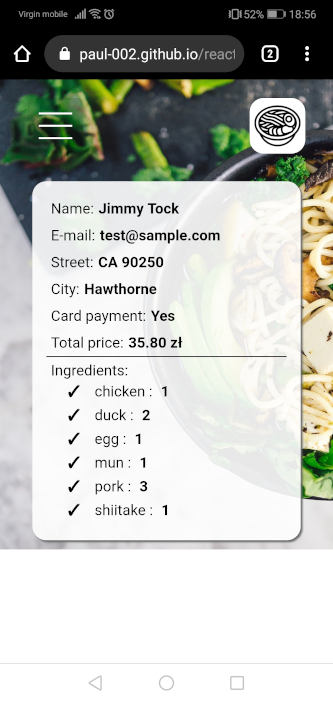 Virgin mobile 52% 18:56
paul-002.github.io/react 2
Name: Jimmy Tock
E-mail: test@sample.com
Street: CA 90250
City: Hawthorne
Card payment: Yes
Total price: 35.80 zł
Ingredients:
✓ chicken : 1
✓ duck : 2
✓ egg : 1
✓ mun : 1
✓ pork : 3
✓ shiitake : 1